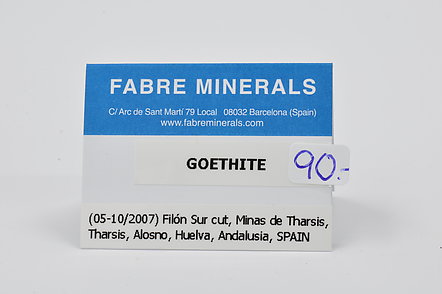 FABRE MINERALS
C/ Arc de Sant Martí 79 Local 08032 Barcelona (Spain)
www.fabreminerals.com
GOETHITE 90.-
(05-10/2007) Filón Sur cut, Minas de Tharsis,
Tharsis, Alosno, Huelva, Andalusia, SPAIN